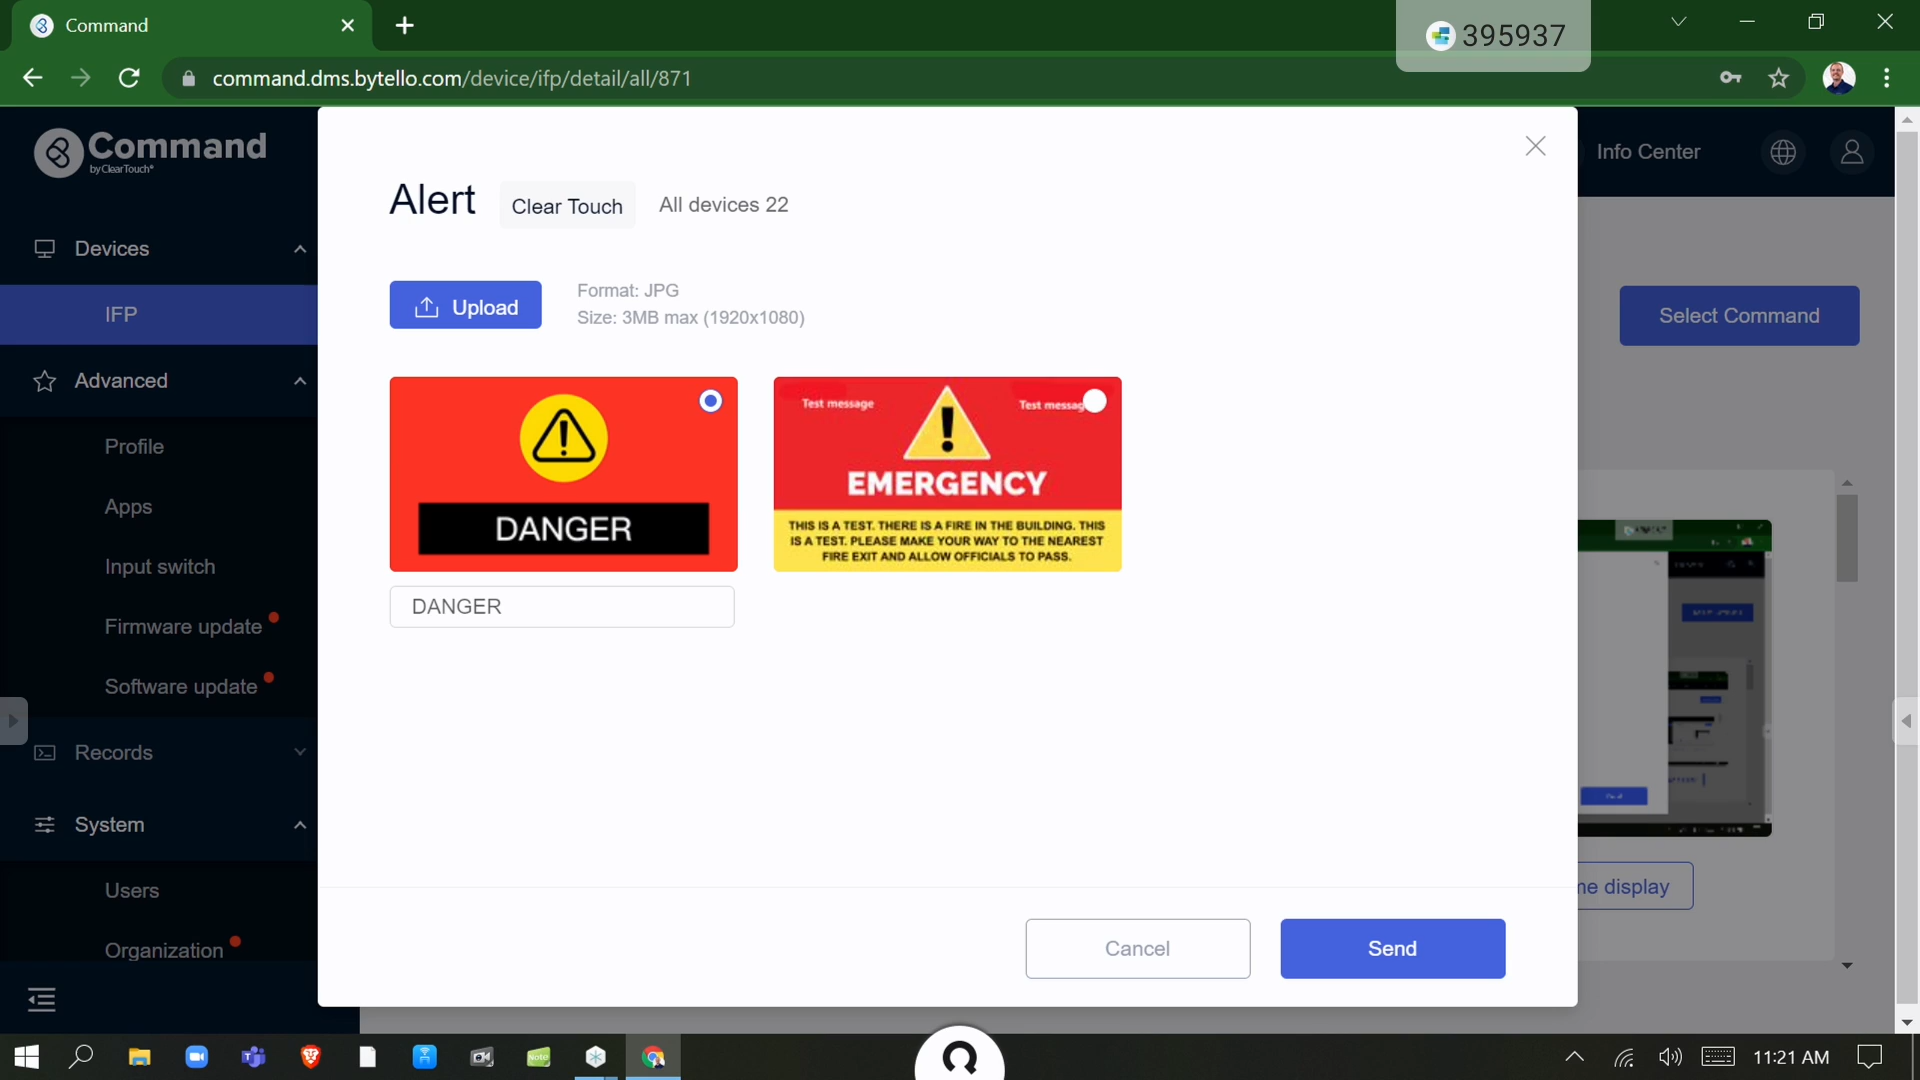 Command
395937
command.dms.bytello.com/device/ifp/detail/all/871
Command
by ClearTouch®
Info Center
Alert
Clear Touch
All devices 22
Devices
IFP
Upload
Format: JPG
Size: 3MB max (1920x1080)
Select Command
Advanced
Profile
Apps
Input switch
Firmware update
Software update
DANGER
Test message
Test messag
EMERGENCY
THIS IS A TEST. THERE IS A FIRE IN THE BUILDING. THIS
IS A TEST. PLEASE MAKE YOUR WAY TO THE NEAREST
FIRE EXIT AND ALLOW OFFICIALS TO PASS.
DANGER
Records
System
Users
Organization
me display
Cancel
Send
11:21 AM